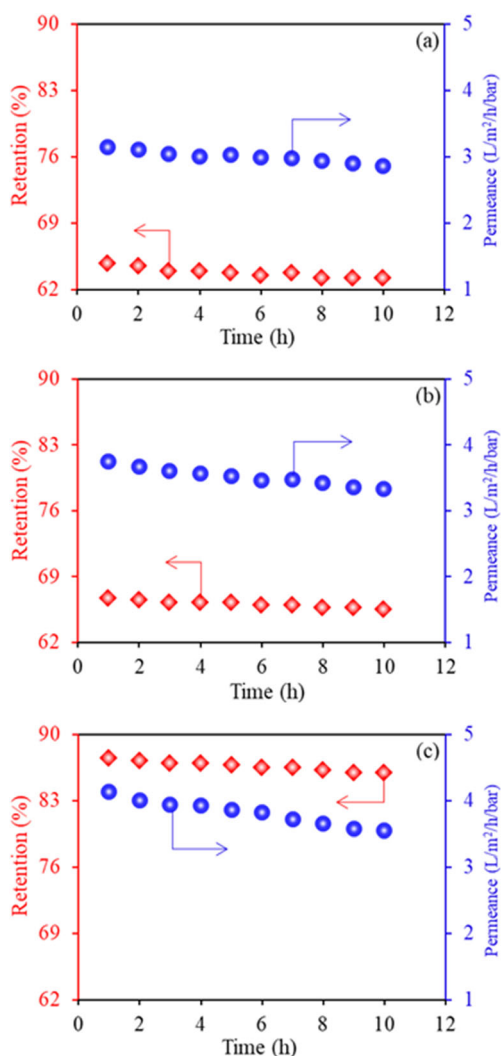 (a)
Retention (%)
90
83
76
69
62
Permeance (L/m²/h/bar)
5
4
3
2
1
0 2 4 6 8 10 12
Time (h)
(b)
Retention (%)
90
83
76
69
62
Permeance (L/m²/h/bar)
5
4
3
2
1
0 2 4 6 8 10 12
Time (h)
(c)
Retention (%)
90
83
76
69
62
Permeance (L/m²/h/bar)
5
4
3
2
1
0 2 4 6 8 10 12
Time (h)